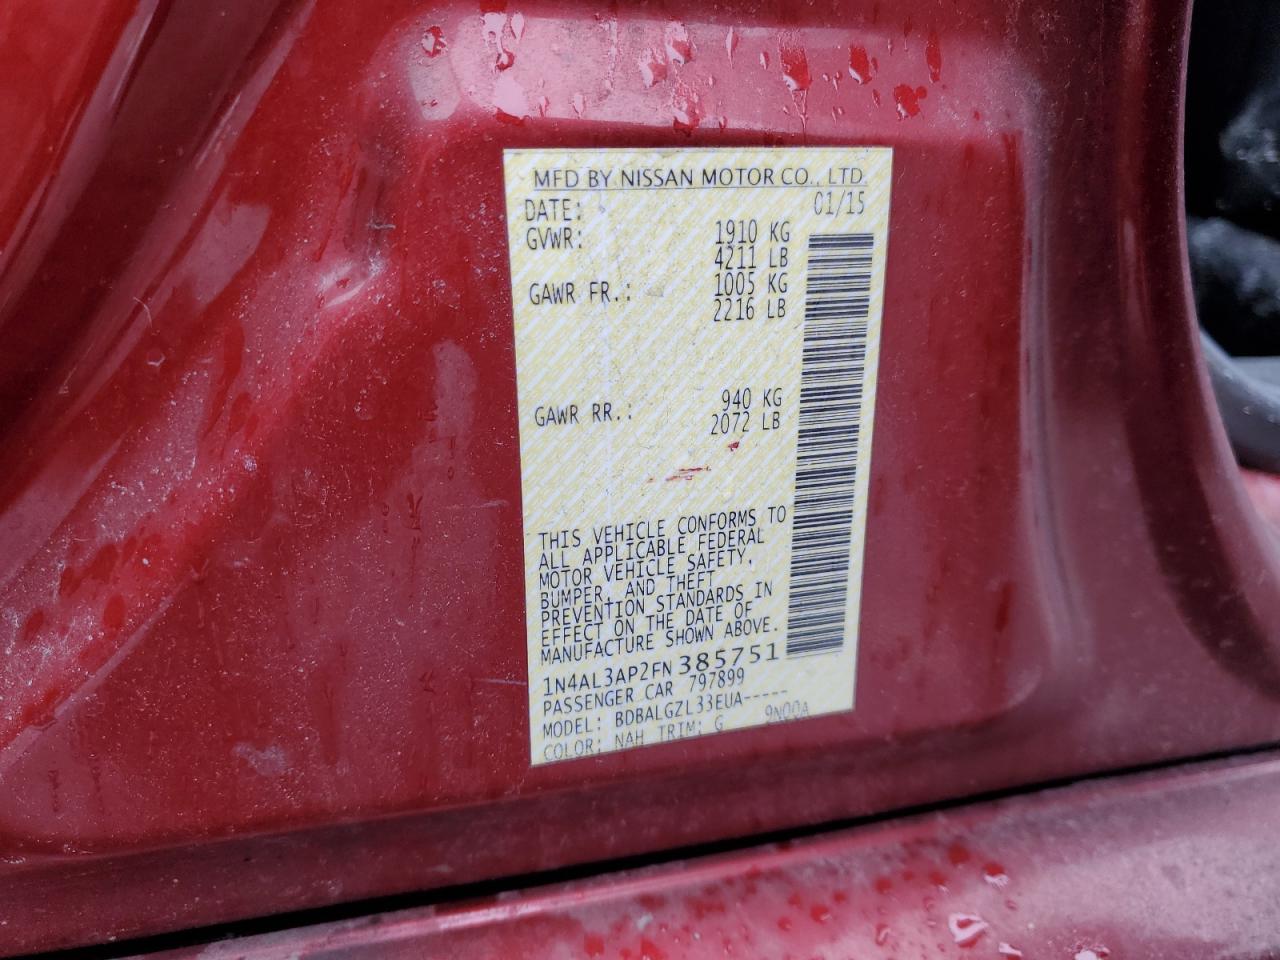 MFD BY NISSAN MOTOR CO., LTD.
DATE: 01/15
GVWR: 1910 KG
4211 LB
GAWR FR.: 1005 KG
2216 LB
GAWR RR.: 940 KG
2072 LB
THIS VEHICLE CONFORMS TO
ALL APPLICABLE FEDERAL
MOTOR VEHICLE SAFETY,
BUMPER, AND THEFT
PREVENTION STANDARDS IN
EFFECT ON THE DATE OF
MANUFACTURE SHOWN ABOVE.
1N4AL3AP2FN385751
PASSENGER CAR 797899
MODEL: BDBALGZL33EUA-----
COLOR: NAH TRIM: G 9N00A